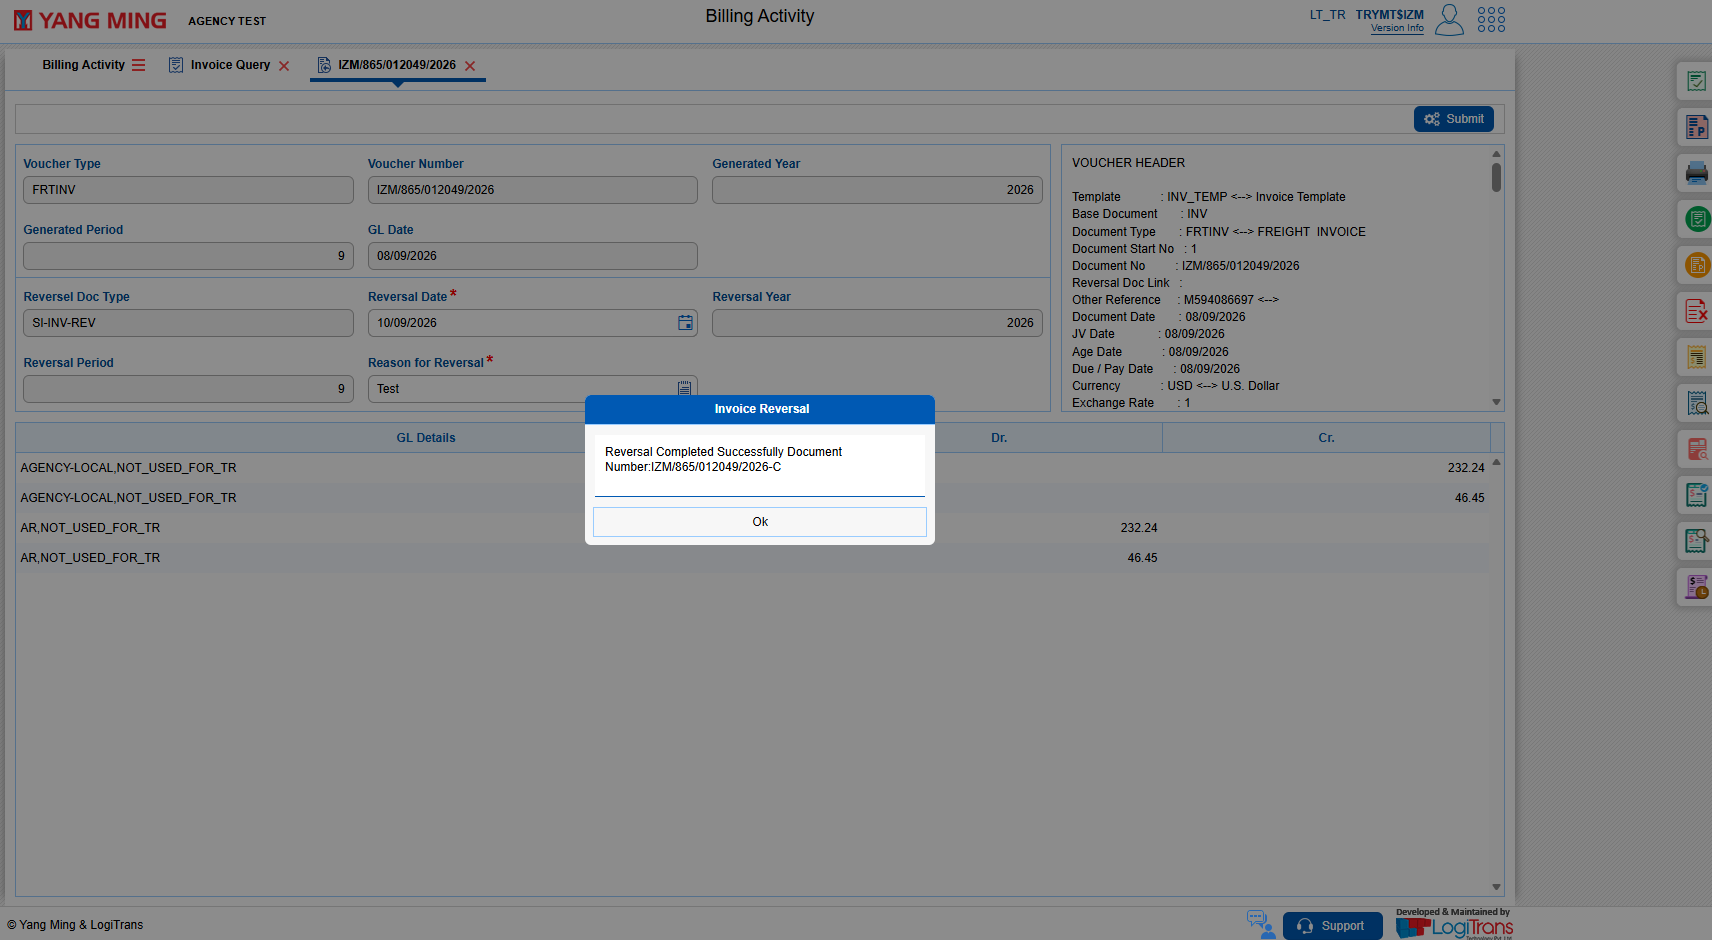 YANG MING
AGENCY TEST
Billing Activity
LT_TR TRYMT$IZM
Version Info
Billing Activity
Invoice Query
IZM/865/012049/2026
Submit
Voucher Type
Voucher Number
Generated Year
FRTINV
IZM/865/012049/2026
2026
Generated Period
GL Date
9
08/09/2026
Reversel Doc Type
Reversal Date *
Reversal Year
SI-INV-REV
10/09/2026
2026
Reversal Period
Reason for Reversal *
9
Test
VOUCHER HEADER
Template : INV_TEMP <--> Invoice Template
Base Document : INV
Document Type : FRTINV <--> FREIGHT INVOICE
Document Start No : 1
Document No : IZM/865/012049/2026
Reversal Doc Link :
Other Reference : M594086697 <-->
Document Date : 08/09/2026
JV Date : 08/09/2026
Age Date : 08/09/2026
Due / Pay Date : 08/09/2026
Currency : USD <--> U.S. Dollar
Exchange Rate : 1
Invoice Reversal
Reversal Completed Successfully Document
Number:IZM/865/012049/2026-C
Ok
GL Details Dr. Cr.
AGENCY-LOCAL,NOT_USED_FOR_TR 232.24
AGENCY-LOCAL,NOT_USED_FOR_TR 46.45
AR,NOT_USED_FOR_TR 232.24
AR,NOT_USED_FOR_TR 46.45
© Yang Ming & LogiTrans
Support
Developed & Maintained by
LogiTrans
Technology Pvt. Ltd.